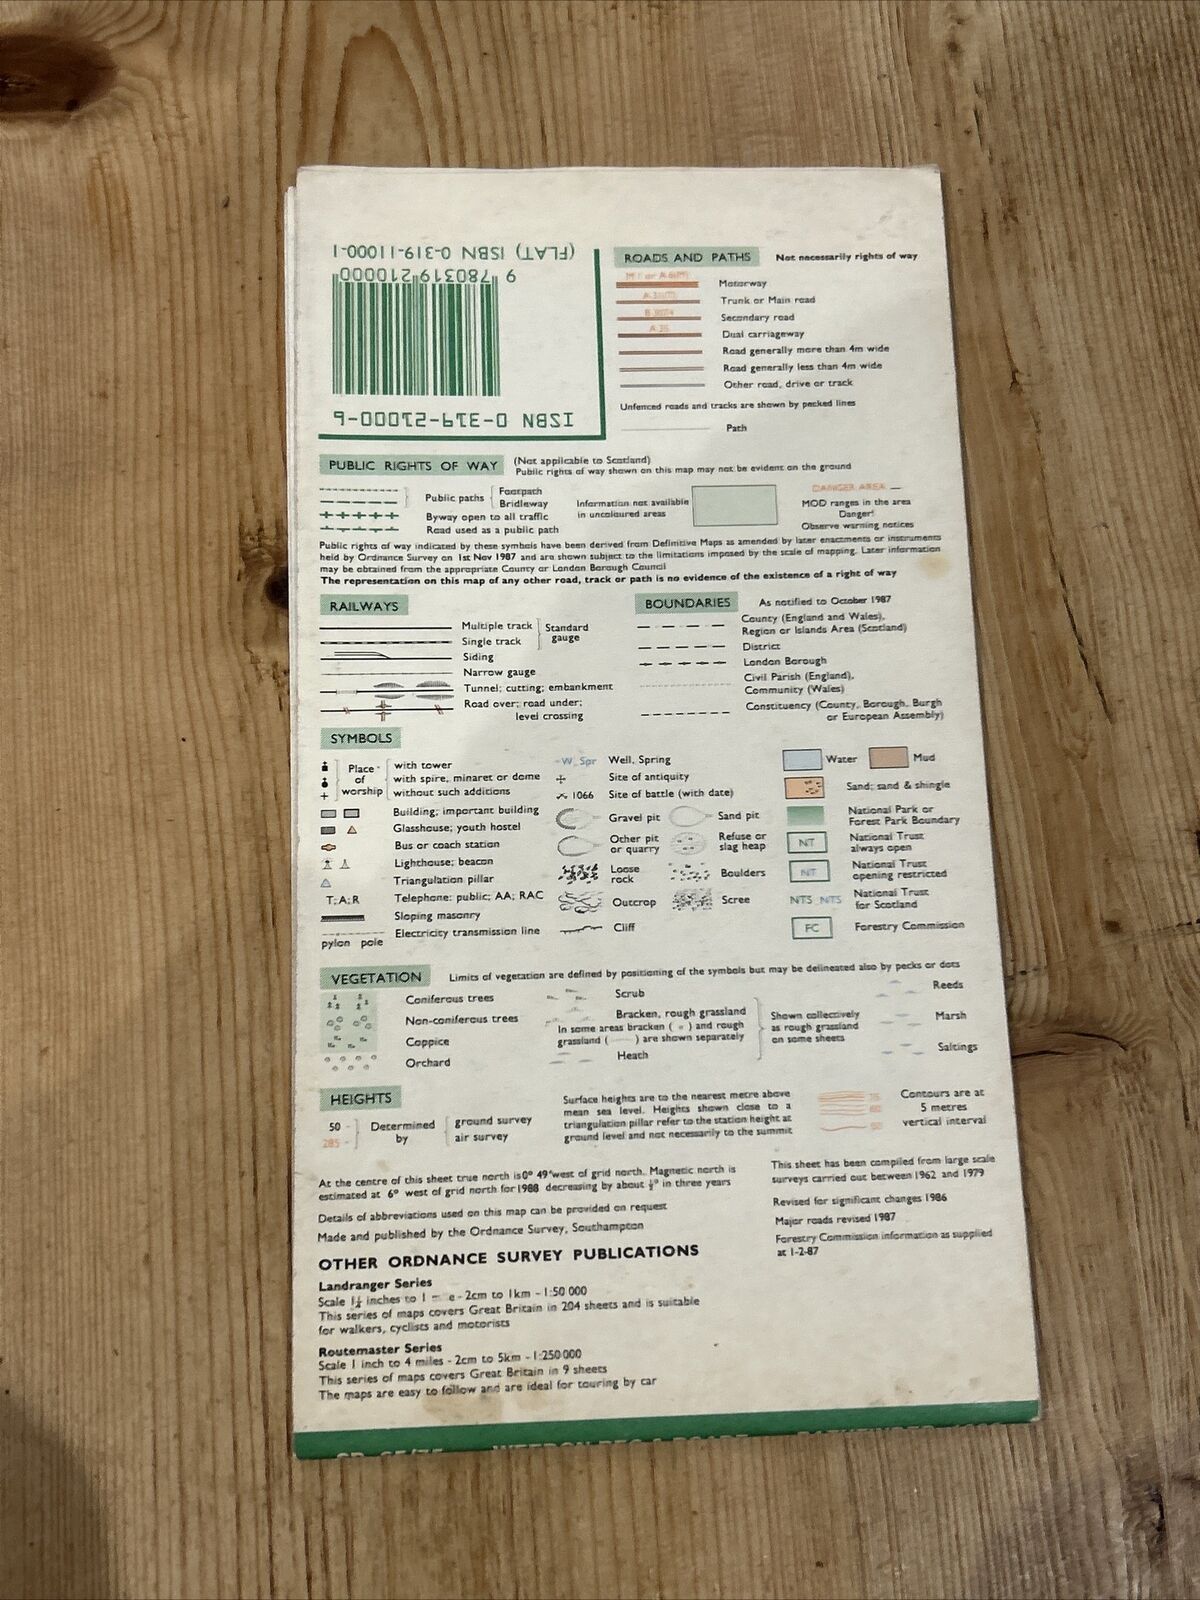 (FLAT) ISBN 0-319-11000-1
9 780319 210000
ISBN 0-319-21000-6
ROADS AND PATHS Not necessarily rights of way
M 1 or A 6(M) Motorway
A 31(T) Trunk or Main road
B 3074 Secondary road
A 35 Dual carriageway
Road generally more than 4m wide
Road generally less than 4m wide
Other road, drive or track
Unfenced roads and tracks are shown by pecked lines
Path
PUBLIC RIGHTS OF WAY (Not applicable to Scotland)
Public rights of way shown on this map may not be evident on the ground
Public paths Footpath
Bridleway
Byway open to all traffic
Road used as a public path
Information not available
in uncoloured areas
DANGER AREA
MOD ranges in the area
Danger!
Observe warning notices
Public rights of way indicated by these symbols have been derived from Definitive Maps as amended by later enactments or instruments
held by Ordnance Survey on 1st Nov 1987 and are shown subject to the limitations imposed by the scale of mapping. Later information
may be obtained from the appropriate County or London Borough Council
The representation on this map of any other road, track or path is no evidence of the existence of a right of way
RAILWAYS
Multiple track Standard
Single track gauge
Siding
Narrow gauge
Tunnel; cutting; embankment
Road over; road under;
level crossing
BOUNDARIES As notified to October 1987
County (England and Wales),
Region or Islands Area (Scotland)
District
London Borough
Civil Parish (England),
Community (Wales)
Constituency (County, Borough, Burgh
or European Assembly)
SYMBOLS
Place
of
worship
with tower
with spire, minaret or dome
without such additions
Building; important building
Glasshouse; youth hostel
Bus or coach station
Lighthouse; beacon
Triangulation pillar
T; A; R Telephone: public; AA; RAC
Sloping masonry
pylon pole Electricity transmission line
W, Spr Well, Spring
Site of antiquity
1066 Site of battle (with date)
Gravel pit Sand pit
Other pit
or quarry
Refuse or
slag heap
Loose
rock
Boulders
Outcrop Scree
Cliff
Water Mud
Sand; sand & shingle
National Park or
Forest Park Boundary
NT National Trust
always open
NT National Trust
opening restricted
NTS NTS National Trust
for Scotland
FC Forestry Commission
VEGETATION Limits of vegetation are defined by positioning of the symbols but may be delineated also by pecks or dots
Coniferous trees
Non-coniferous trees
Coppice
Orchard
Scrub
Bracken, rough grassland
In some areas bracken ( ) and rough
grassland ( ) are shown separately
Heath
Shown collectively
as rough grassland
on some sheets
Reeds
Marsh
Saltings
HEIGHTS
50
285
Determined
by
ground survey
air survey
Surface heights are to the nearest metre above
mean sea level. Heights shown close to a
triangulation pillar refer to the station height at
ground level and not necessarily to the summit
75
60
50
Contours are at
5 metres
vertical interval
At the centre of this sheet true north is 0° 49' west of grid north. Magnetic north is
estimated at 6° west of grid north for 1988 decreasing by about ½° in three years
Details of abbreviations used on this map can be provided on request
Made and published by the Ordnance Survey, Southampton
This sheet has been compiled from large scale
surveys carried out between 1962 and 1979
Revised for significant changes 1986
Major roads revised 1987
Forestry Commission information as supplied
at 1-2-87
OTHER ORDNANCE SURVEY PUBLICATIONS
Landranger Series
Scale 1¼ inches to 1 e - 2cm to 1km - 1:50 000
This series of maps covers Great Britain in 204 sheets and is suitable
for walkers, cyclists and motorists
Routemaster Series
Scale 1 inch to 4 miles - 2cm to 5km - 1:250 000
This series of maps covers Great Britain in 9 sheets
The maps are easy to follow and are ideal for touring by car